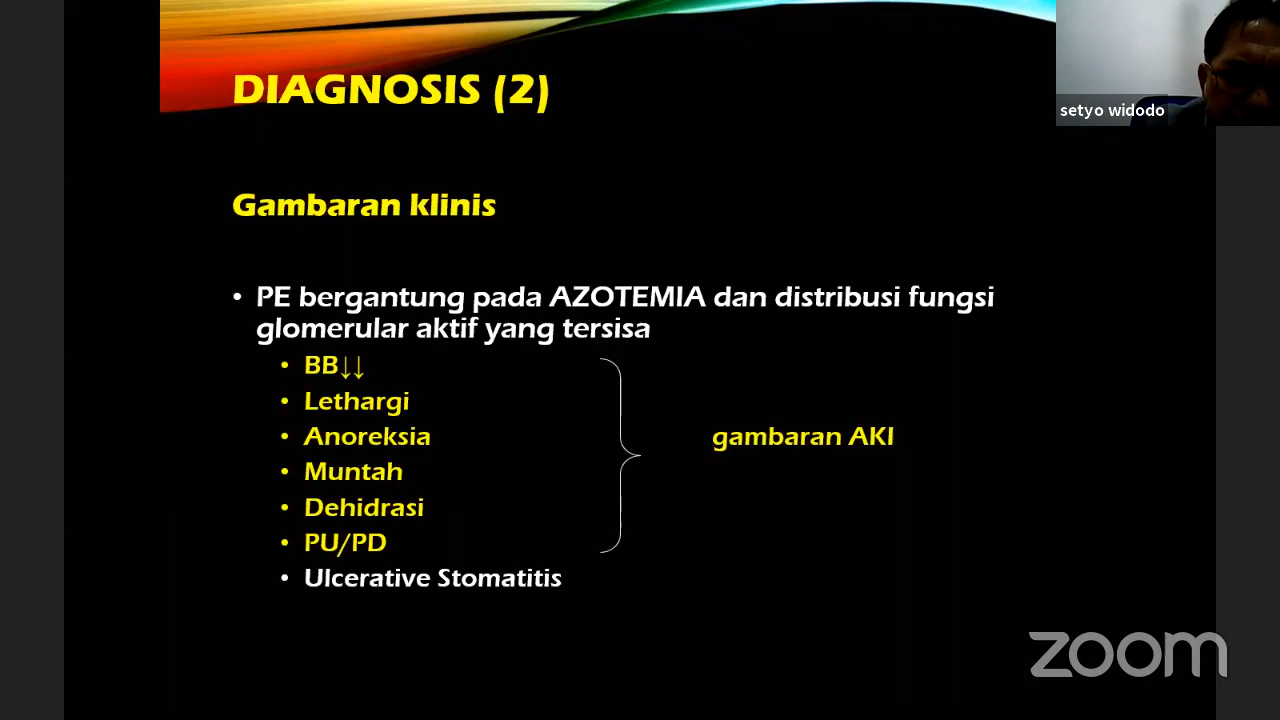 DIAGNOSIS (2)
setyo widodo
Gambaran klinis
• PE bergantung pada AZOTEMIA dan distribusi fungsi
glomerular aktif yang tersisa
• BB↓↓
• Lethargi
• Anoreksia
• Muntah
• Dehidrasi
• PU/PD
gambaran AKI
• Ulcerative Stomatitis
zoom